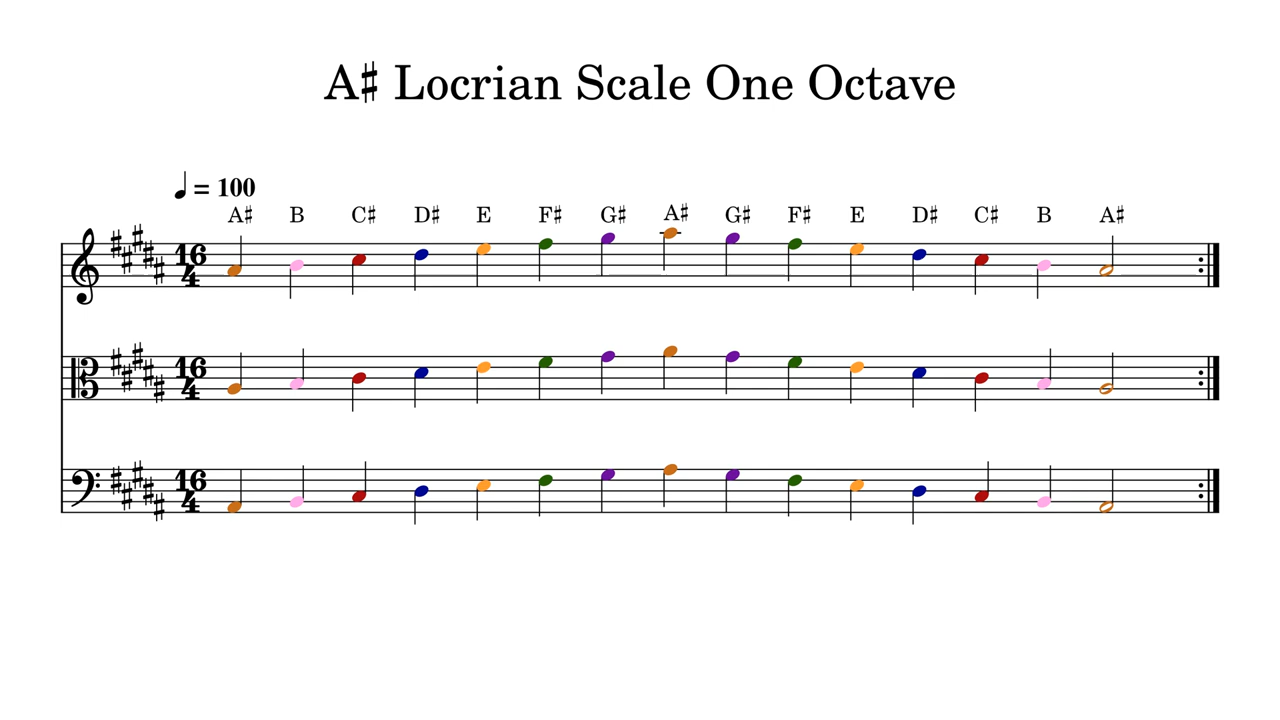 A♯ Locrian Scale One Octave
♩ = 100
A♯ B C♯ D♯ E F♯ G♯ A♯ G♯ F♯ E D♯ C♯ B A♯
16
4
16
4
16
4